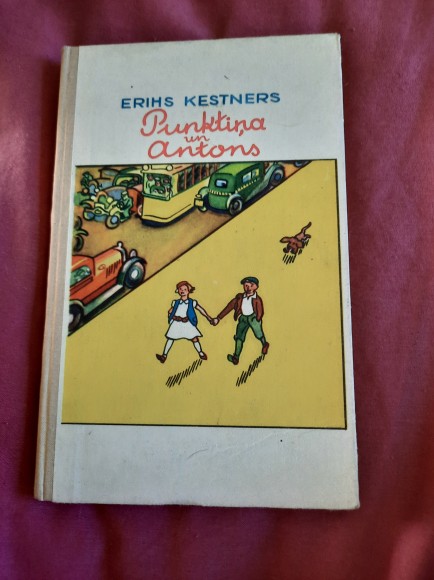 ERIHS KESTNERS
Punktiņa
un
Antons